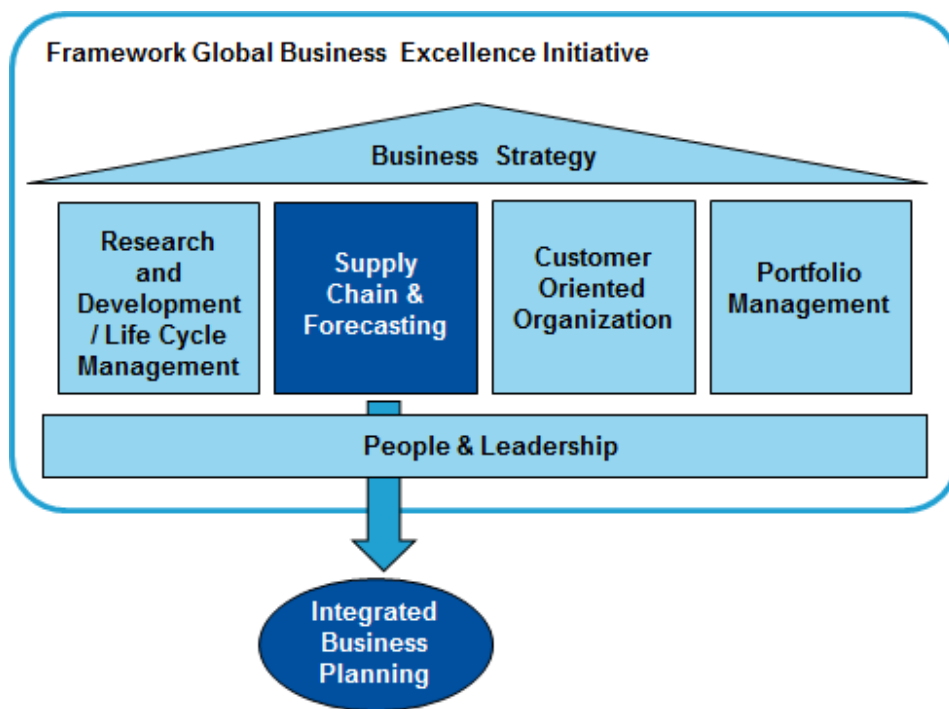 Framework Global Business Excellence Initiative
Business Strategy
Research
and
Development
/ Life Cycle
Management
Supply
Chain &
Forecasting
Customer
Oriented
Organization
Portfolio
Management
People & Leadership
Integrated
Business
Planning